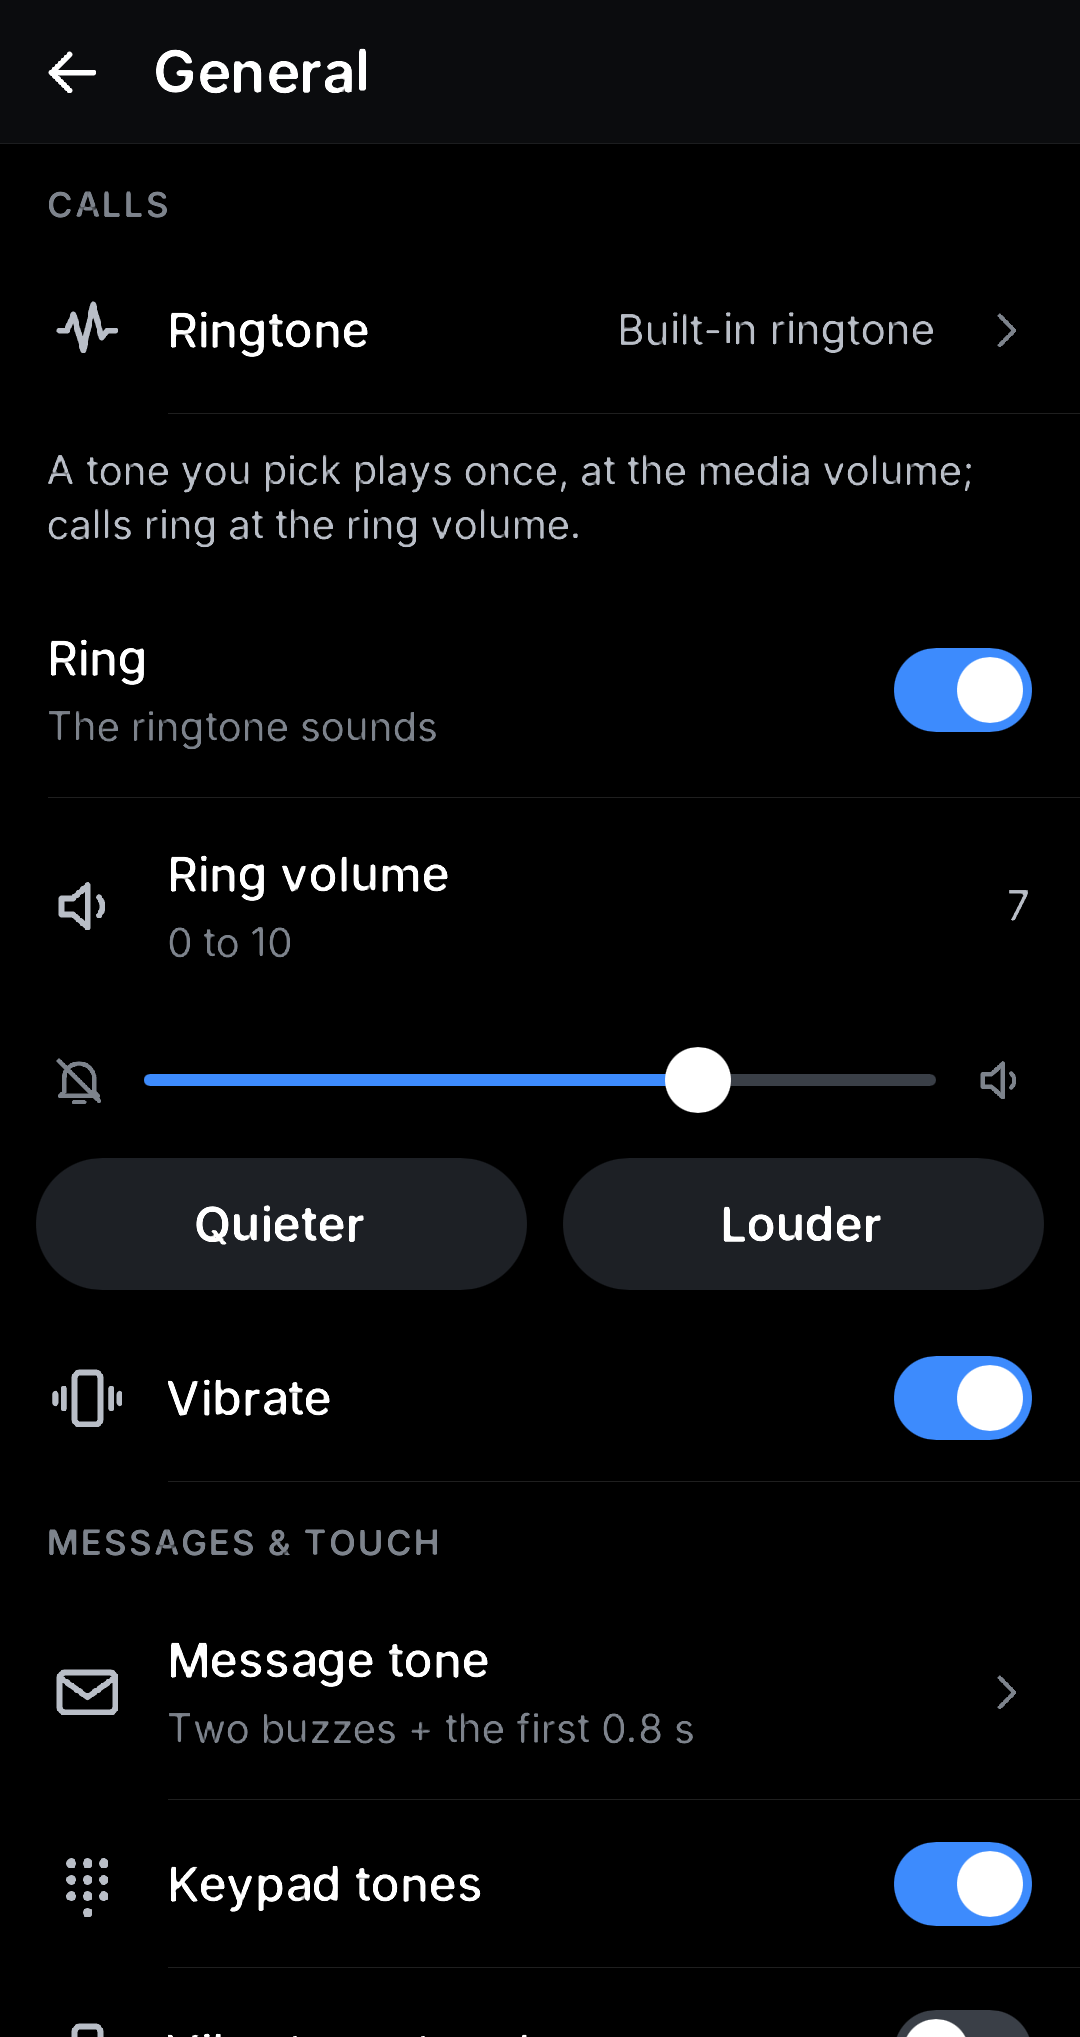 General
CALLS
Ringtone
Built-in ringtone
A tone you pick plays once, at the media volume;
calls ring at the ring volume.
Ring
The ringtone sounds
Ring volume
0 to 10
7
Quieter
Louder
Vibrate
MESSAGES & TOUCH
Message tone
Two buzzes + the first 0.8 s
Keypad tones